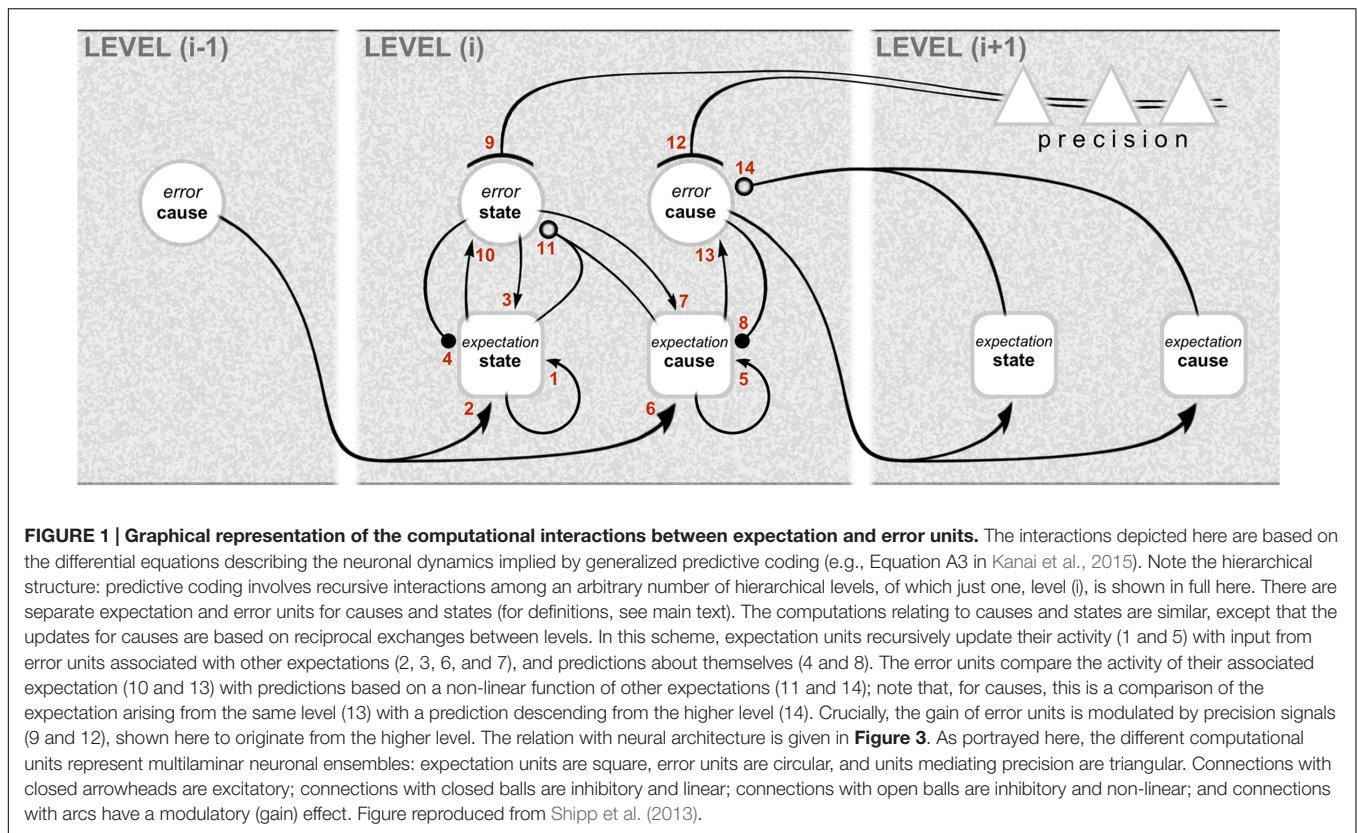 LEVEL (i-1)
LEVEL (i)
LEVEL (i+1)
precision
9
12
14
error
cause
error
state
error
cause
10
11
13
3
7
8
4
expectation
state
expectation
cause
expectation
state
expectation
cause
1
5
2
6
FIGURE 1 | Graphical representation of the computational interactions between expectation and error units. The interactions depicted here are based on
the differential equations describing the neuronal dynamics implied by generalized predictive coding (e.g., Equation A3 in Kanai et al., 2015). Note the hierarchical
structure: predictive coding involves recursive interactions among an arbitrary number of hierarchical levels, of which just one, level (i), is shown in full here. There are
separate expectation and error units for causes and states (for definitions, see main text). The computations relating to causes and states are similar, except that the
updates for causes are based on reciprocal exchanges between levels. In this scheme, expectation units recursively update their activity (1 and 5) with input from
error units associated with other expectations (2, 3, 6, and 7), and predictions about themselves (4 and 8). The error units compare the activity of their associated
expectation (10 and 13) with predictions based on a non-linear function of other expectations (11 and 14); note that, for causes, this is a comparison of the
expectation arising from the same level (13) with a prediction descending from the higher level (14). Crucially, the gain of error units is modulated by precision signals
(9 and 12), shown here to originate from the higher level. The relation with neural architecture is given in Figure 3. As portrayed here, the different computational
units represent multilaminar neuronal ensembles: expectation units are square, error units are circular, and units mediating precision are triangular. Connections with
closed arrowheads are excitatory; connections with closed balls are inhibitory and linear; connections with open balls are inhibitory and non-linear; and connections
with arcs have a modulatory (gain) effect. Figure reproduced from Shipp et al. (2013).